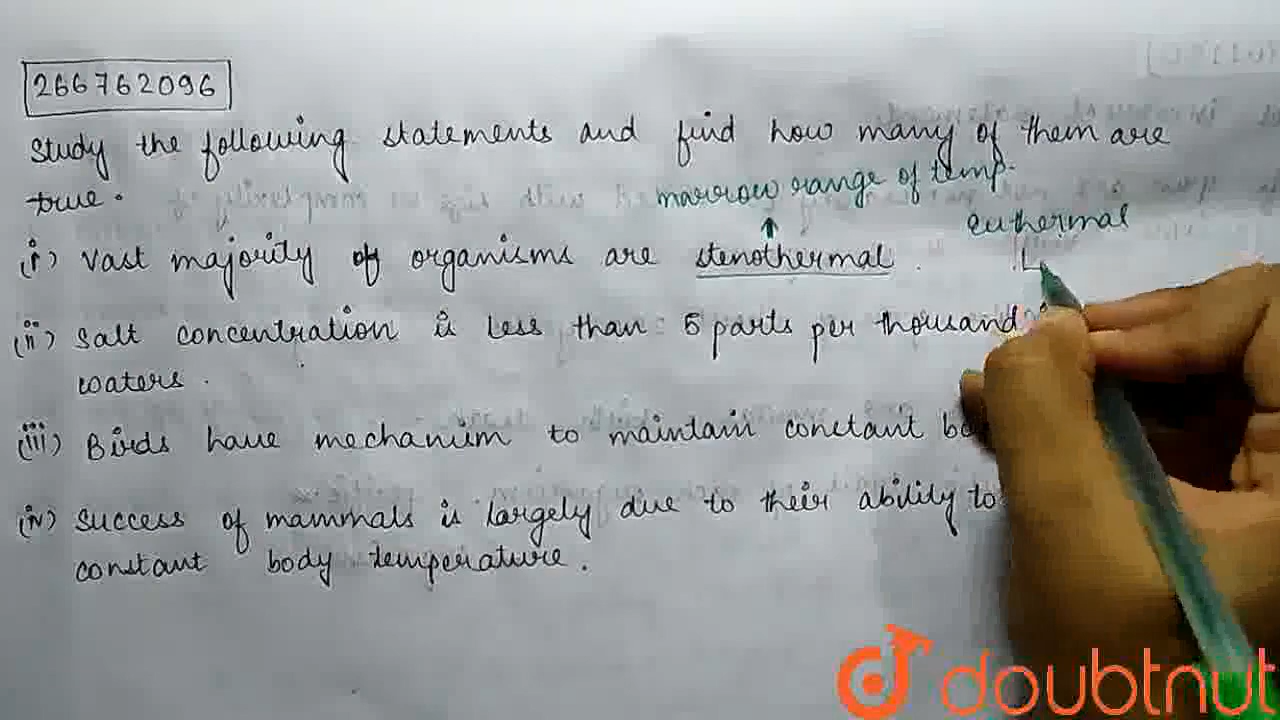 266762096
Study the following statements and find how many of them are
true.
narrow range of temp.
euthermal
(i) Vast majority of organisms are stenothermal.
(ii) Salt concentration is less than 5 parts per thousand
waters.
(iii) Birds have mechanism to maintain constant
(iv) Success of mammals is largely due to their ability to
constant body temperature.
doubtnut